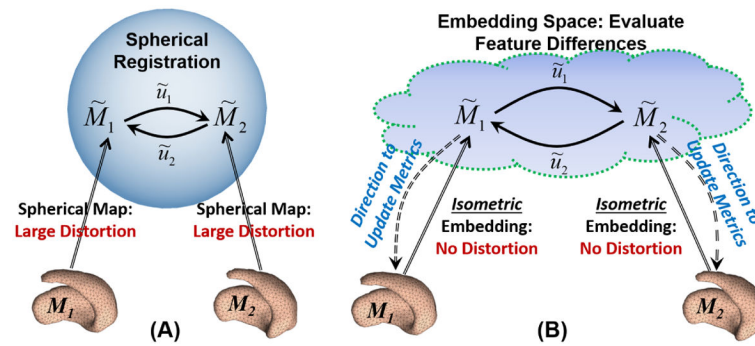 Spherical
Registration
ũ₁
M̃₁
M̃₂
ũ₂
Spherical Map:
Large Distortion
Spherical Map:
Large Distortion
M₁
M₂
(A)
Embedding Space: Evaluate
Feature Differences
ũ₁
M̃₁
M̃₂
ũ₂
Direction to
Update Metrics
Direction to
Update Metrics
Isometric
Embedding:
No Distortion
Isometric
Embedding:
No Distortion
M₁
M₂
(B)